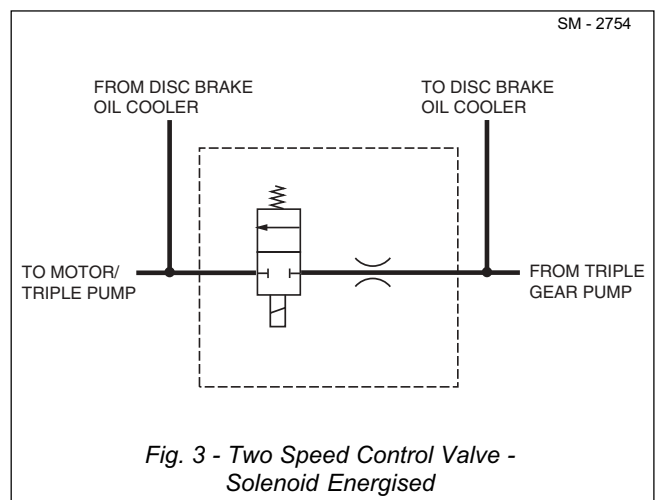 SM - 2754
FROM DISC BRAKE
OIL COOLER
TO DISC BRAKE
OIL COOLER
TO MOTOR/
TRIPLE PUMP
FROM TRIPLE
GEAR PUMP
Fig. 3 - Two Speed Control Valve -
Solenoid Energised